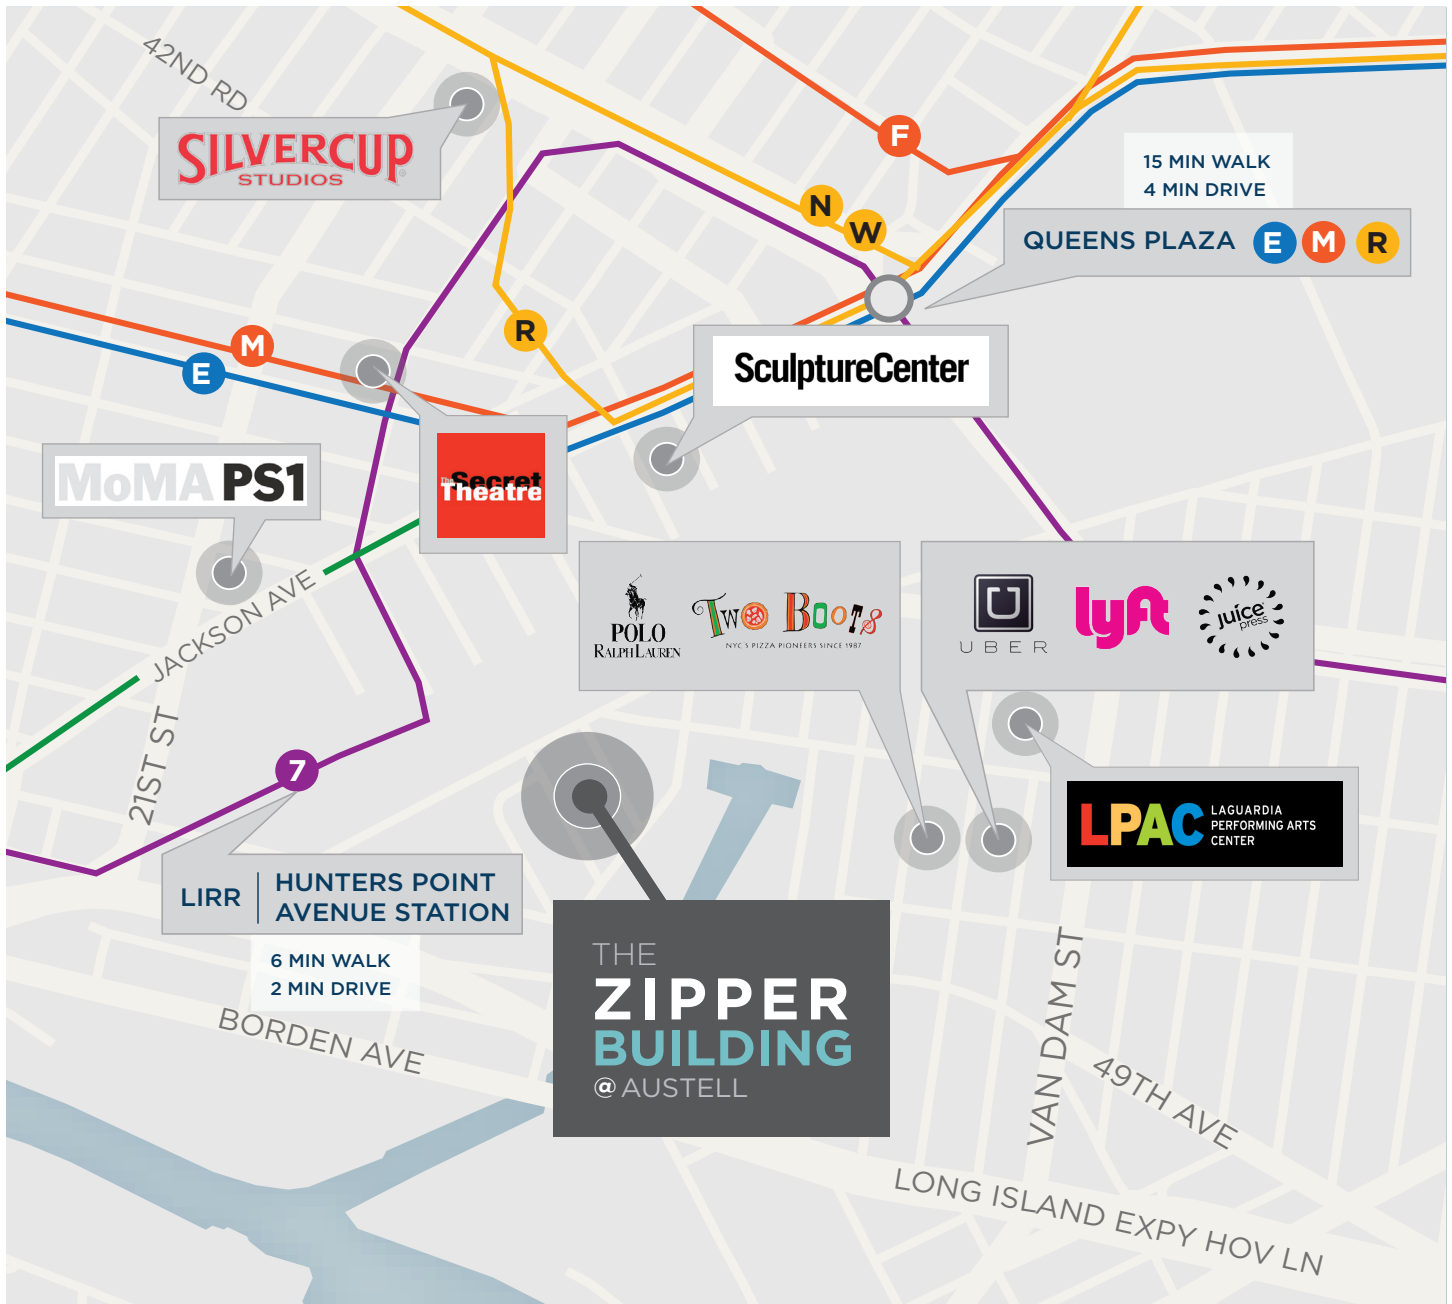 42ND RD
SILVERCUP
STUDIOS
F
15 MIN WALK
4 MIN DRIVE
N
W
QUEENS PLAZA E M R
R
M
E
SculptureCenter
MoMA PS1
The Secret
Theatre
JACKSON AVE
POLO
RALPH LAUREN
TWO BOOTS
NYC'S PIZZA PIONEERS SINCE 1987
U
UBER
lyft
juice
press
21ST ST
7
LPAC
LAGUARDIA
PERFORMING ARTS
CENTER
LIRR
HUNTERS POINT
AVENUE STATION
6 MIN WALK
2 MIN DRIVE
THE
ZIPPER
BUILDING
@ AUSTELL
BORDEN AVE
VAN DAM ST
49TH AVE
LONG ISLAND EXPY HOV LN